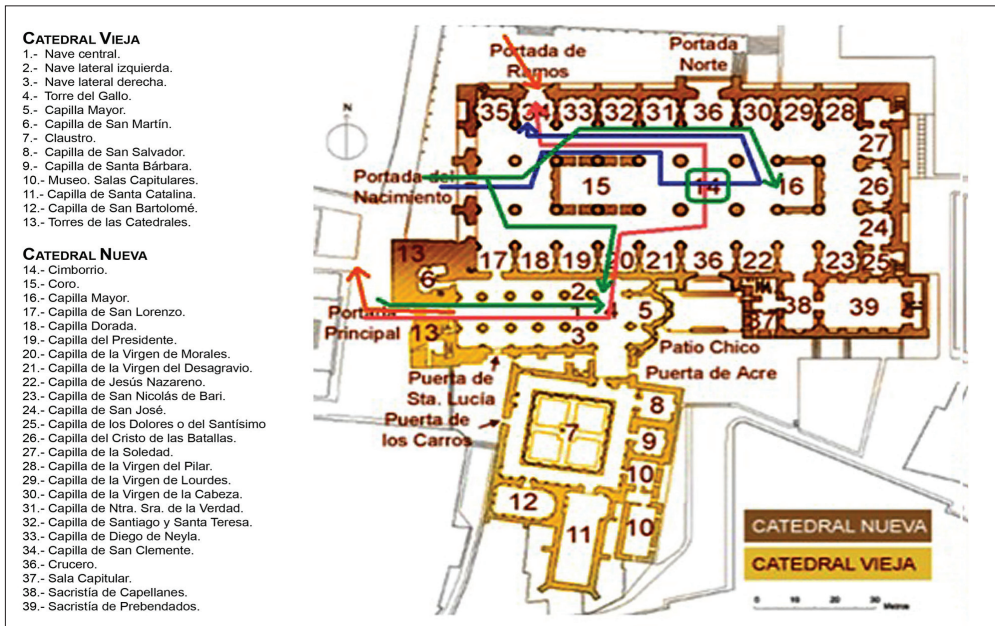 CATEDRAL VIEJA
1.- Nave central.
2.- Nave lateral izquierda.
3.- Nave lateral derecha.
4.- Torre del Gallo.
5.- Capilla Mayor.
6.- Capilla de San Martín.
7.- Claustro.
8.- Capilla de San Salvador.
9.- Capilla de Santa Bárbara.
10.- Museo. Salas Capitulares.
11.- Capilla de Santa Catalina.
12.- Capilla de San Bartolomé.
13.- Torres de las Catedrales.
CATEDRAL NUEVA
14.- Cimborrio.
15.- Coro.
16.- Capilla Mayor.
17.- Capilla de San Lorenzo.
18.- Capilla Dorada.
19.- Capilla del Presidente.
20.- Capilla de la Virgen de Morales.
21.- Capilla de la Virgen del Desagravio.
22.- Capilla de Jesús Nazareno.
23.- Capilla de San Nicolás de Bari.
24.- Capilla de San José.
25.- Capilla de los Dolores o del Santísimo
26.- Capilla del Cristo de las Batallas.
27.- Capilla de la Soledad.
28.- Capilla de la Virgen del Pilar.
29.- Capilla de la Virgen de Lourdes.
30.- Capilla de la Virgen de la Cabeza.
31.- Capilla de Ntra. Sra. de la Verdad.
32.- Capilla de Santiago y Santa Teresa.
33.- Capilla de Diego de Neyla.
34.- Capilla de San Clemente.
36.- Crucero.
37.- Sala Capitular.
38.- Sacristía de Capellanes.
39.- Sacristía de Prebendados.
Portada de
Ramos
Portada
Norte
N
35 34 33 32 31 36 30 29 28
27
Portada del
Nacimiento
15 14 16
26
24
13
17 18 19 20 21 36 22 23 25
6
2
38 39
1 4 5
37
Portada
Principal
13
3
Patio Chico
Puerta de Acre
Puerta de
Sta. Lucía
Puerta de
los Carros
8
7
9
10
12
11
10
CATEDRAL NUEVA
CATEDRAL VIEJA
0 10 20 30 Metros